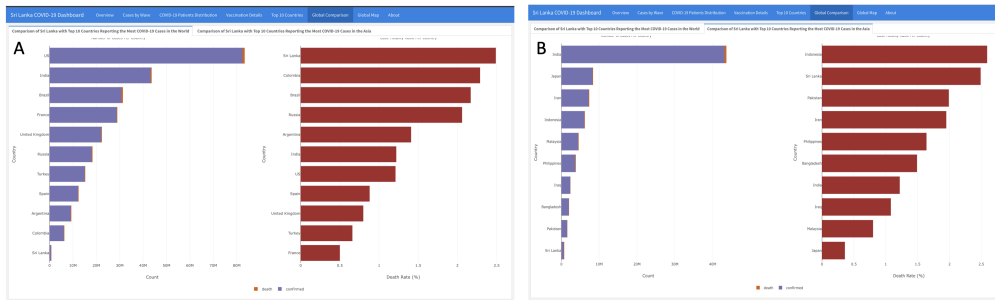 Sri Lanka COVID-19 Dashboard Overview Cases by Wave COVID-19 Patients Distribution Vaccination Details Top 10 Countries Global Comparison Global Map About
Comparison of Sri Lanka with Top 10 Countries Reporting the Most COVID-19 Cases in the World Comparison of Sri Lanka with Top 10 Countries Reporting the Most COVID-19 Cases in the Asia
A
US
India
Brazil
France
United Kingdom
Russia
Turkey
Spain
Argentina
Colombia
Sri Lanka
Country
0 10M 20M 30M 40M 50M 60M 70M 80M
Count
Sri Lanka
Colombia
Brazil
Russia
Argentina
India
US
Spain
United Kingdom
Turkey
France
Country
0 0.5 1 1.5 2 2.5
Death Rate (%)
death confirmed
Sri Lanka COVID-19 Dashboard Overview Cases by Wave COVID-19 Patients Distribution Vaccination Details Top 10 Countries Global Comparison Global Map About
Comparison of Sri Lanka with Top 10 Countries Reporting the Most COVID-19 Cases in the World Comparison of Sri Lanka with Top 10 Countries Reporting the Most COVID-19 Cases in the Asia
B
India
Japan
Iran
Indonesia
Malaysia
Philippines
Iraq
Bangladesh
Pakistan
Sri Lanka
Country
0 10M 20M 30M 40M
Count
Indonesia
Sri Lanka
Pakistan
Iran
Philippines
Bangladesh
India
Iraq
Malaysia
Japan
Country
0 0.5 1 1.5 2 2.5
Death Rate (%)
death confirmed